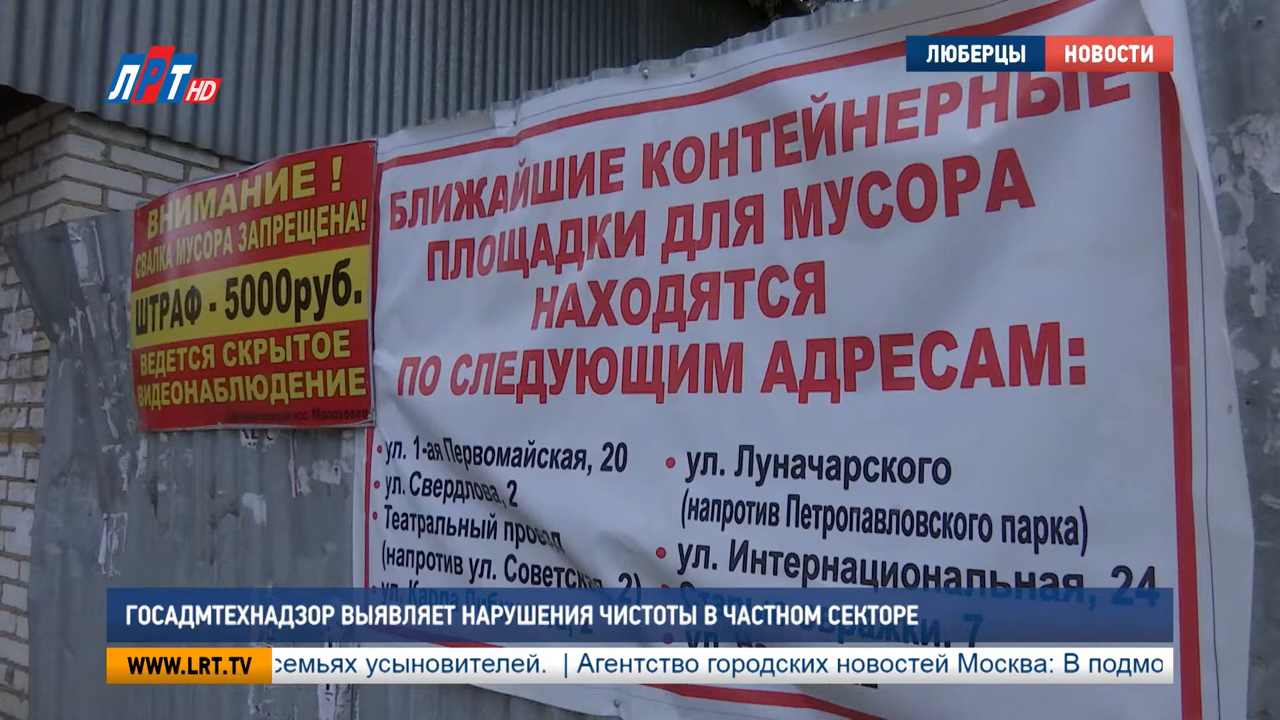 ЛРТ HD
ЛЮБЕРЦЫ НОВОСТИ
ВНИМАНИЕ !
СВАЛКА МУСОРА ЗАПРЕЩЕНА!
ШТРАФ - 5000руб.
ВЕДЕТСЯ СКРЫТОЕ
ВИДЕОНАБЛЮДЕНИЕ
БЛИЖАЙШИЕ КОНТЕЙНЕРНЫЕ
ПЛОЩАДКИ ДЛЯ МУСОРА
НАХОДЯТСЯ
ПО СЛЕДУЮЩИМ АДРЕСАМ:
• ул. 1-ая Первомайская, 20
• ул. Свердлова, 2
• Театральный проезд
(напротив ул. Советская, 2)
• ул. Луначарского
(напротив Петропавловского парка)
• ул. Интернациональная, 24
ГОСАДМТЕХНАДЗОР ВЫЯВЛЯЕТ НАРУШЕНИЯ ЧИСТОТЫ В ЧАСТНОМ СЕКТОРЕ
WWW.LRT.TV семьях усыновителей. | Агентство городских новостей Москва: В подмо